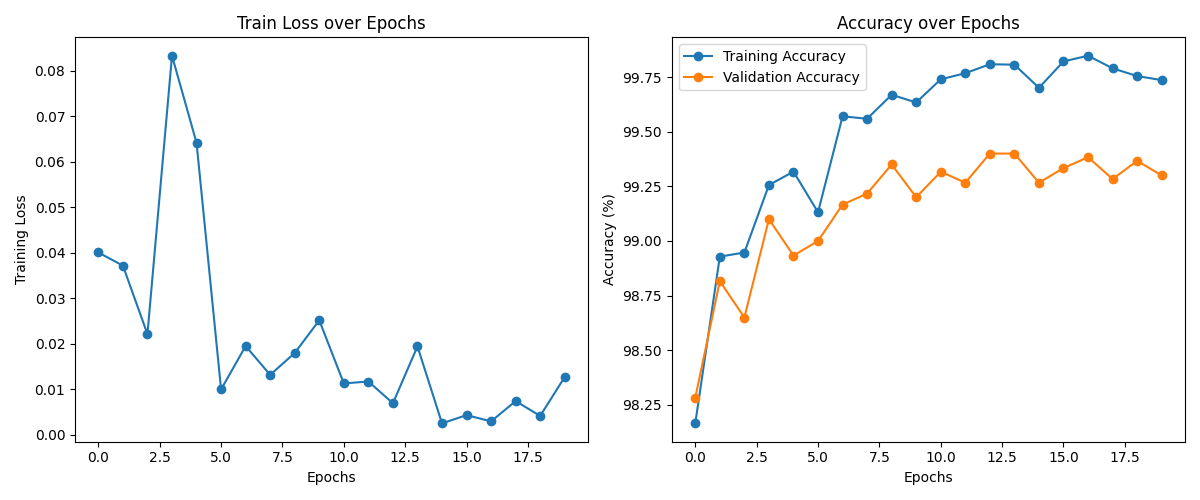 Train Loss over Epochs
Training Loss
0.08
0.07
0.06
0.05
0.04
0.03
0.02
0.01
0.00
0.0 2.5 5.0 7.5 10.0 12.5 15.0 17.5
Epochs
Accuracy over Epochs
Training Accuracy
Validation Accuracy
Accuracy (%)
99.75
99.50
99.25
99.00
98.75
98.50
98.25
0.0 2.5 5.0 7.5 10.0 12.5 15.0 17.5
Epochs